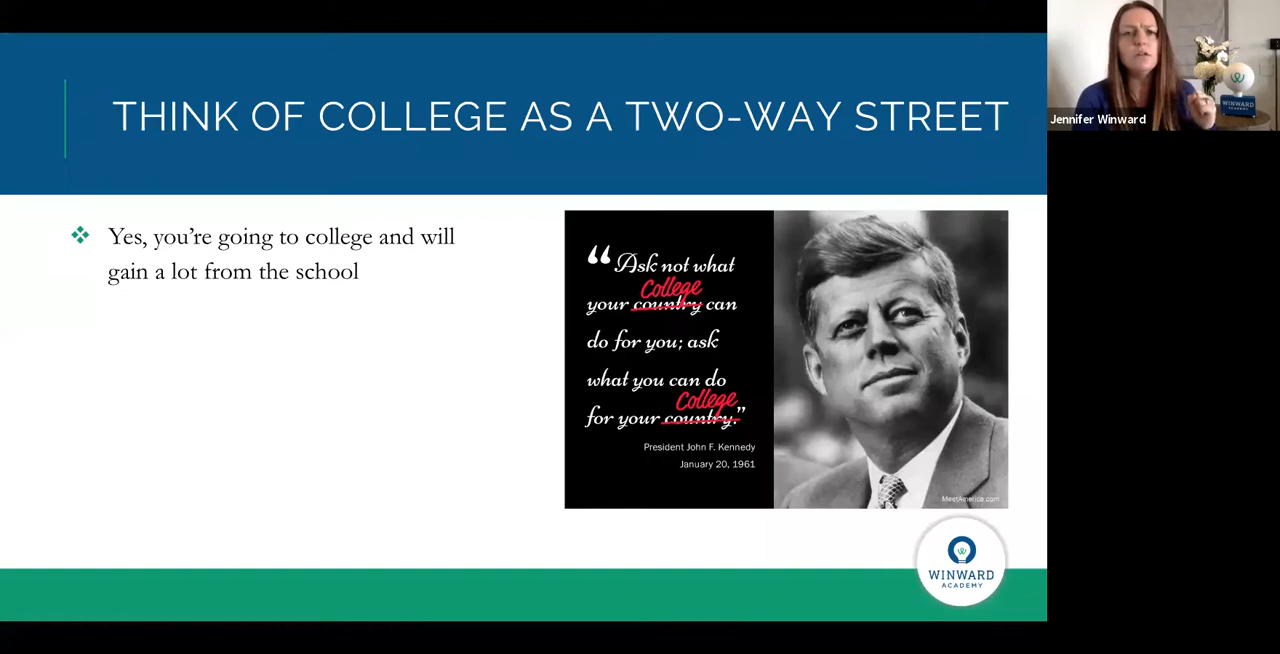 THINK OF COLLEGE AS A TWO-WAY STREET
Yes, you're going to college and will
gain a lot from the school
“Ask not what
College
your country can
do for you; ask
what you can do
College
for your country.”
President John F. Kennedy
January 20, 1961
MeetAmerica.com
WINWARD
ACADEMY
WINWARD
ACADEMY
Jennifer Winward